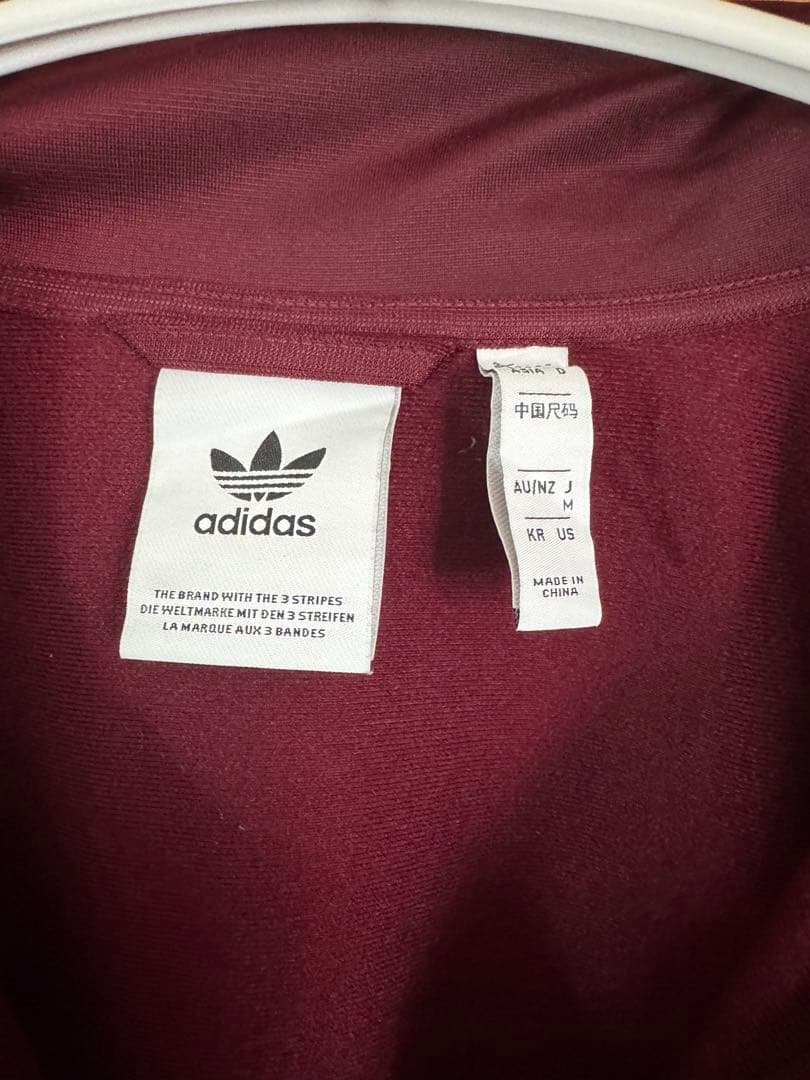 adidas
THE BRAND WITH THE 3 STRIPES
DIE WELTMARKE MIT DEN 3 STREIFEN
LA MARQUE AUX 3 BANDES
ASIA D
中国尺码
AU/NZ J
M
KR US
MADE IN
CHINA